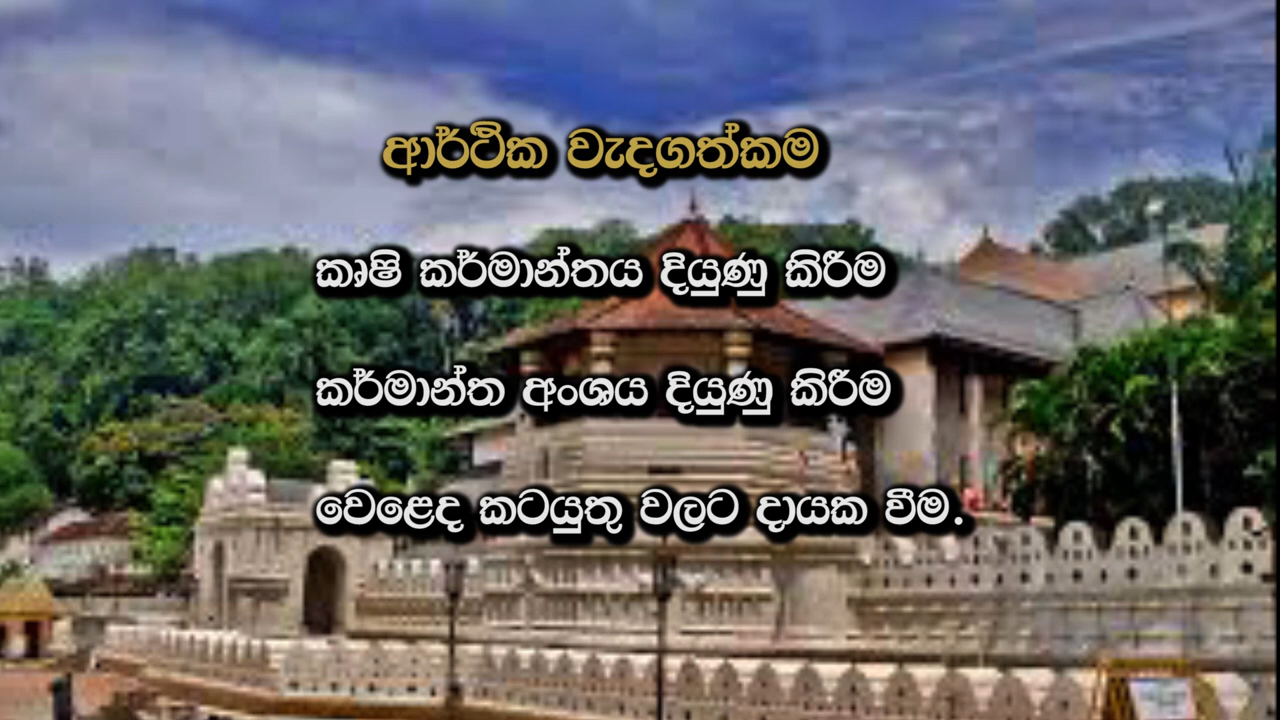 ආර්ථික වැදගත්කම
කෘෂි කර්මාන්තය දියුණු කිරීම
කර්මාන්ත අංශය දියුණු කිරීම
වෙළෙද කටයුතු වලට දායක වීම.